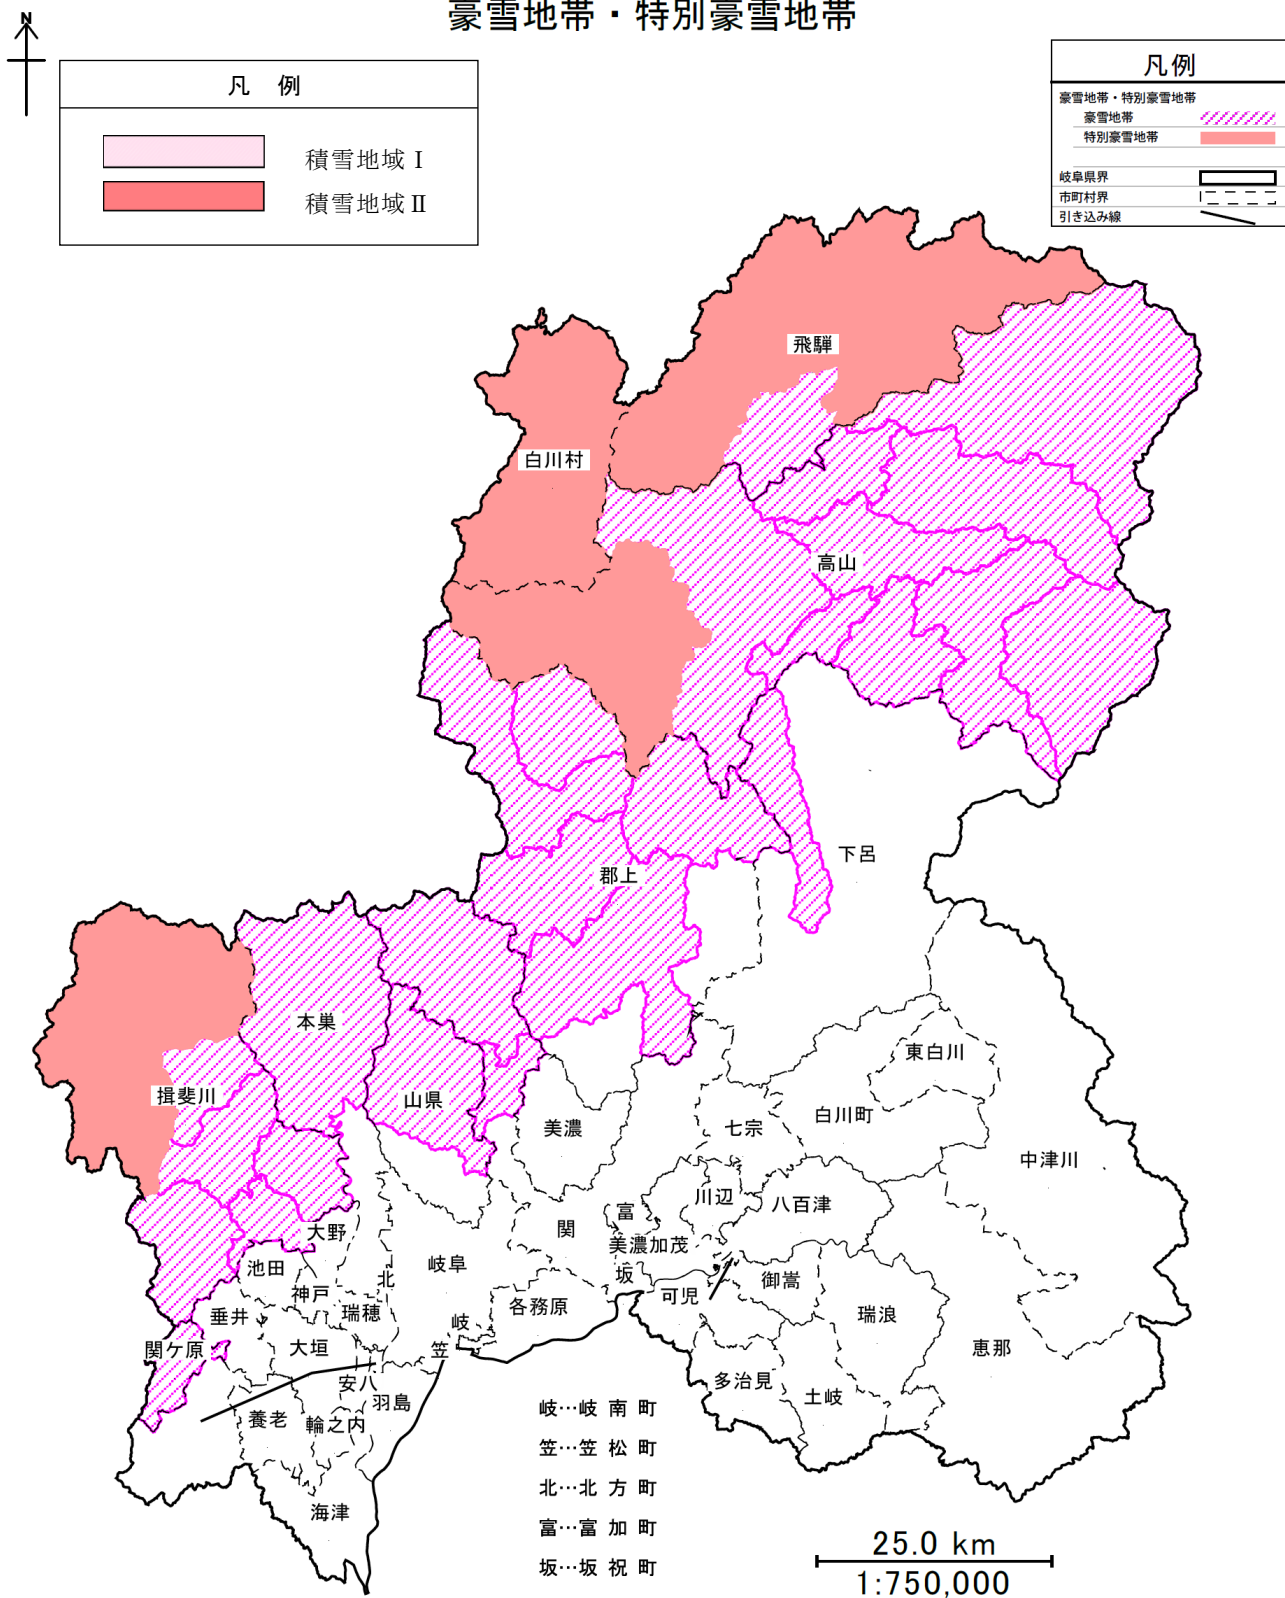 豪雪地帯・特別豪雪地帯
N
凡 例
積雪地域Ⅰ
積雪地域Ⅱ
凡例
豪雪地帯・特別豪雪地帯
豪雪地帯
特別豪雪地帯
岐阜県界
市町村界
引き込み線
飛騨
白川村
高山
下呂
郡上
本巣
揖斐川
山県
東白川
白川町
七宗
美濃
中津川
川辺
八百津
富
関
大野
美濃加茂
岐阜
池田
坂
御嵩
北
神戸
可児
各務原
瑞穂
垂井
瑞浪
岐
大垣
笠
関ケ原
恵那
多治見
安八
土岐
羽島
養老
輪之内
海津
岐…岐 南 町
笠…笠 松 町
北…北 方 町
富…富 加 町
坂…坂 祝 町
25.0 km
1:750,000